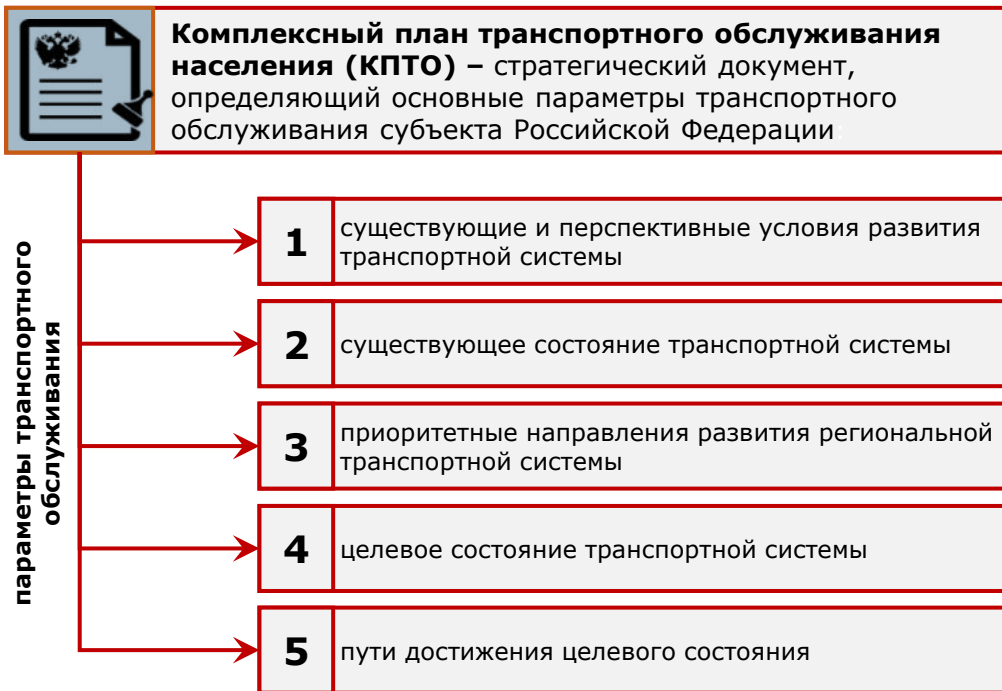 Комплексный план транспортного обслуживания
населения (КПТО) – стратегический документ,
определяющий основные параметры транспортного
обслуживания субъекта Российской Федерации:
параметры транспортного
обслуживания
1
существующие и перспективные условия развития
транспортной системы
2
существующее состояние транспортной системы
3
приоритетные направления развития региональной
транспортной системы
4
целевое состояние транспортной системы
5
пути достижения целевого состояния